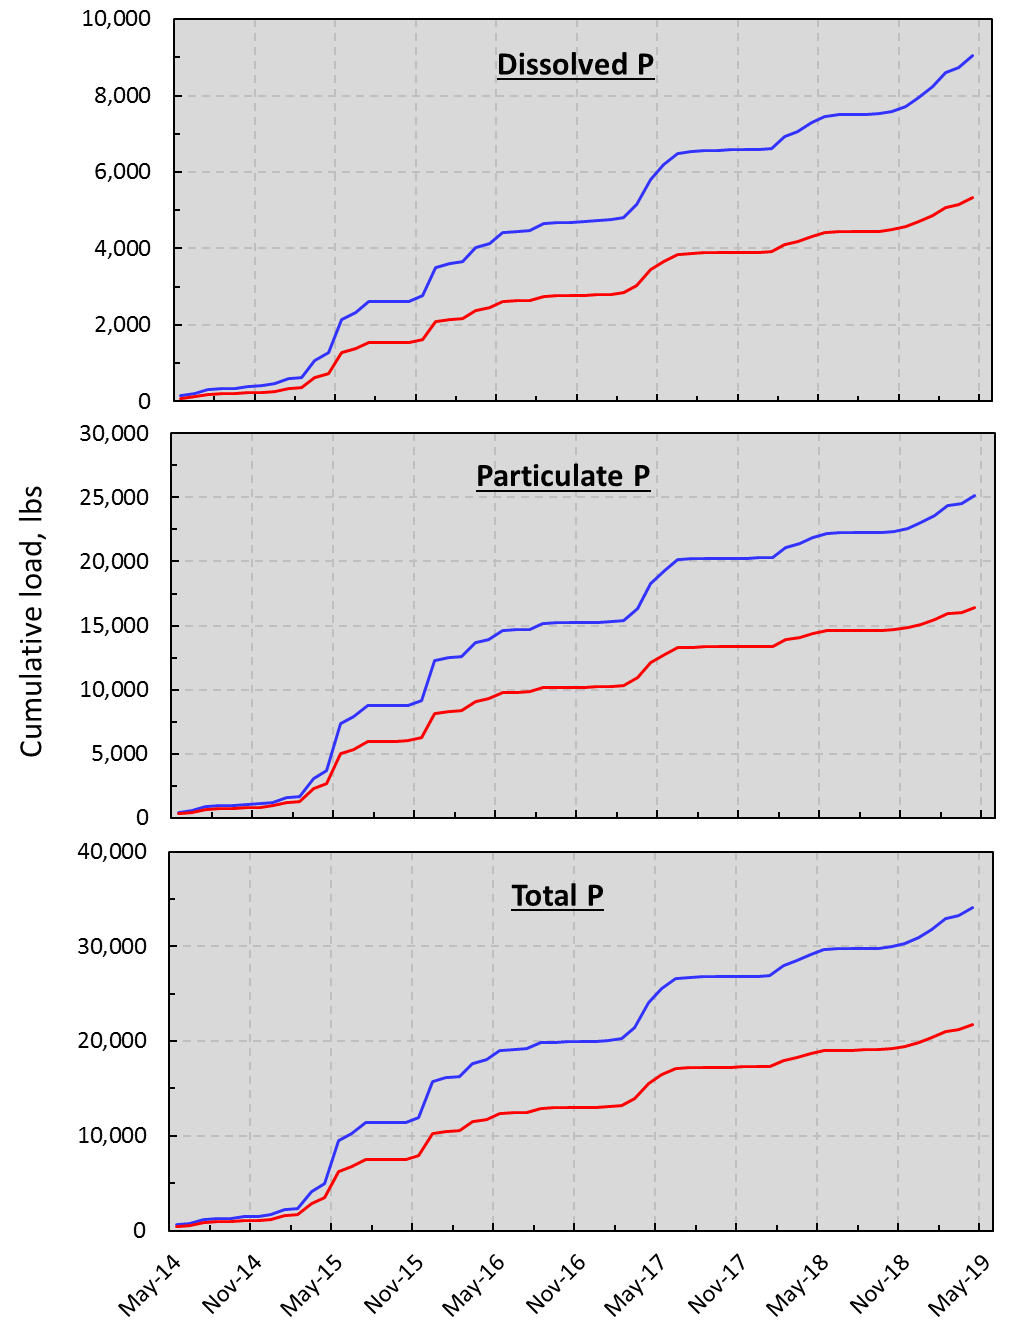 10,000
Dissolved P
8,000
6,000
4,000
2,000
0
30,000
Particulate P
25,000
20,000
15,000
10,000
5,000
0
Cumulative load, lbs
40,000
Total P
30,000
20,000
10,000
0
May-14
Nov-14
May-15
Nov-15
May-16
Nov-16
May-17
Nov-17
May-18
Nov-18
May-19